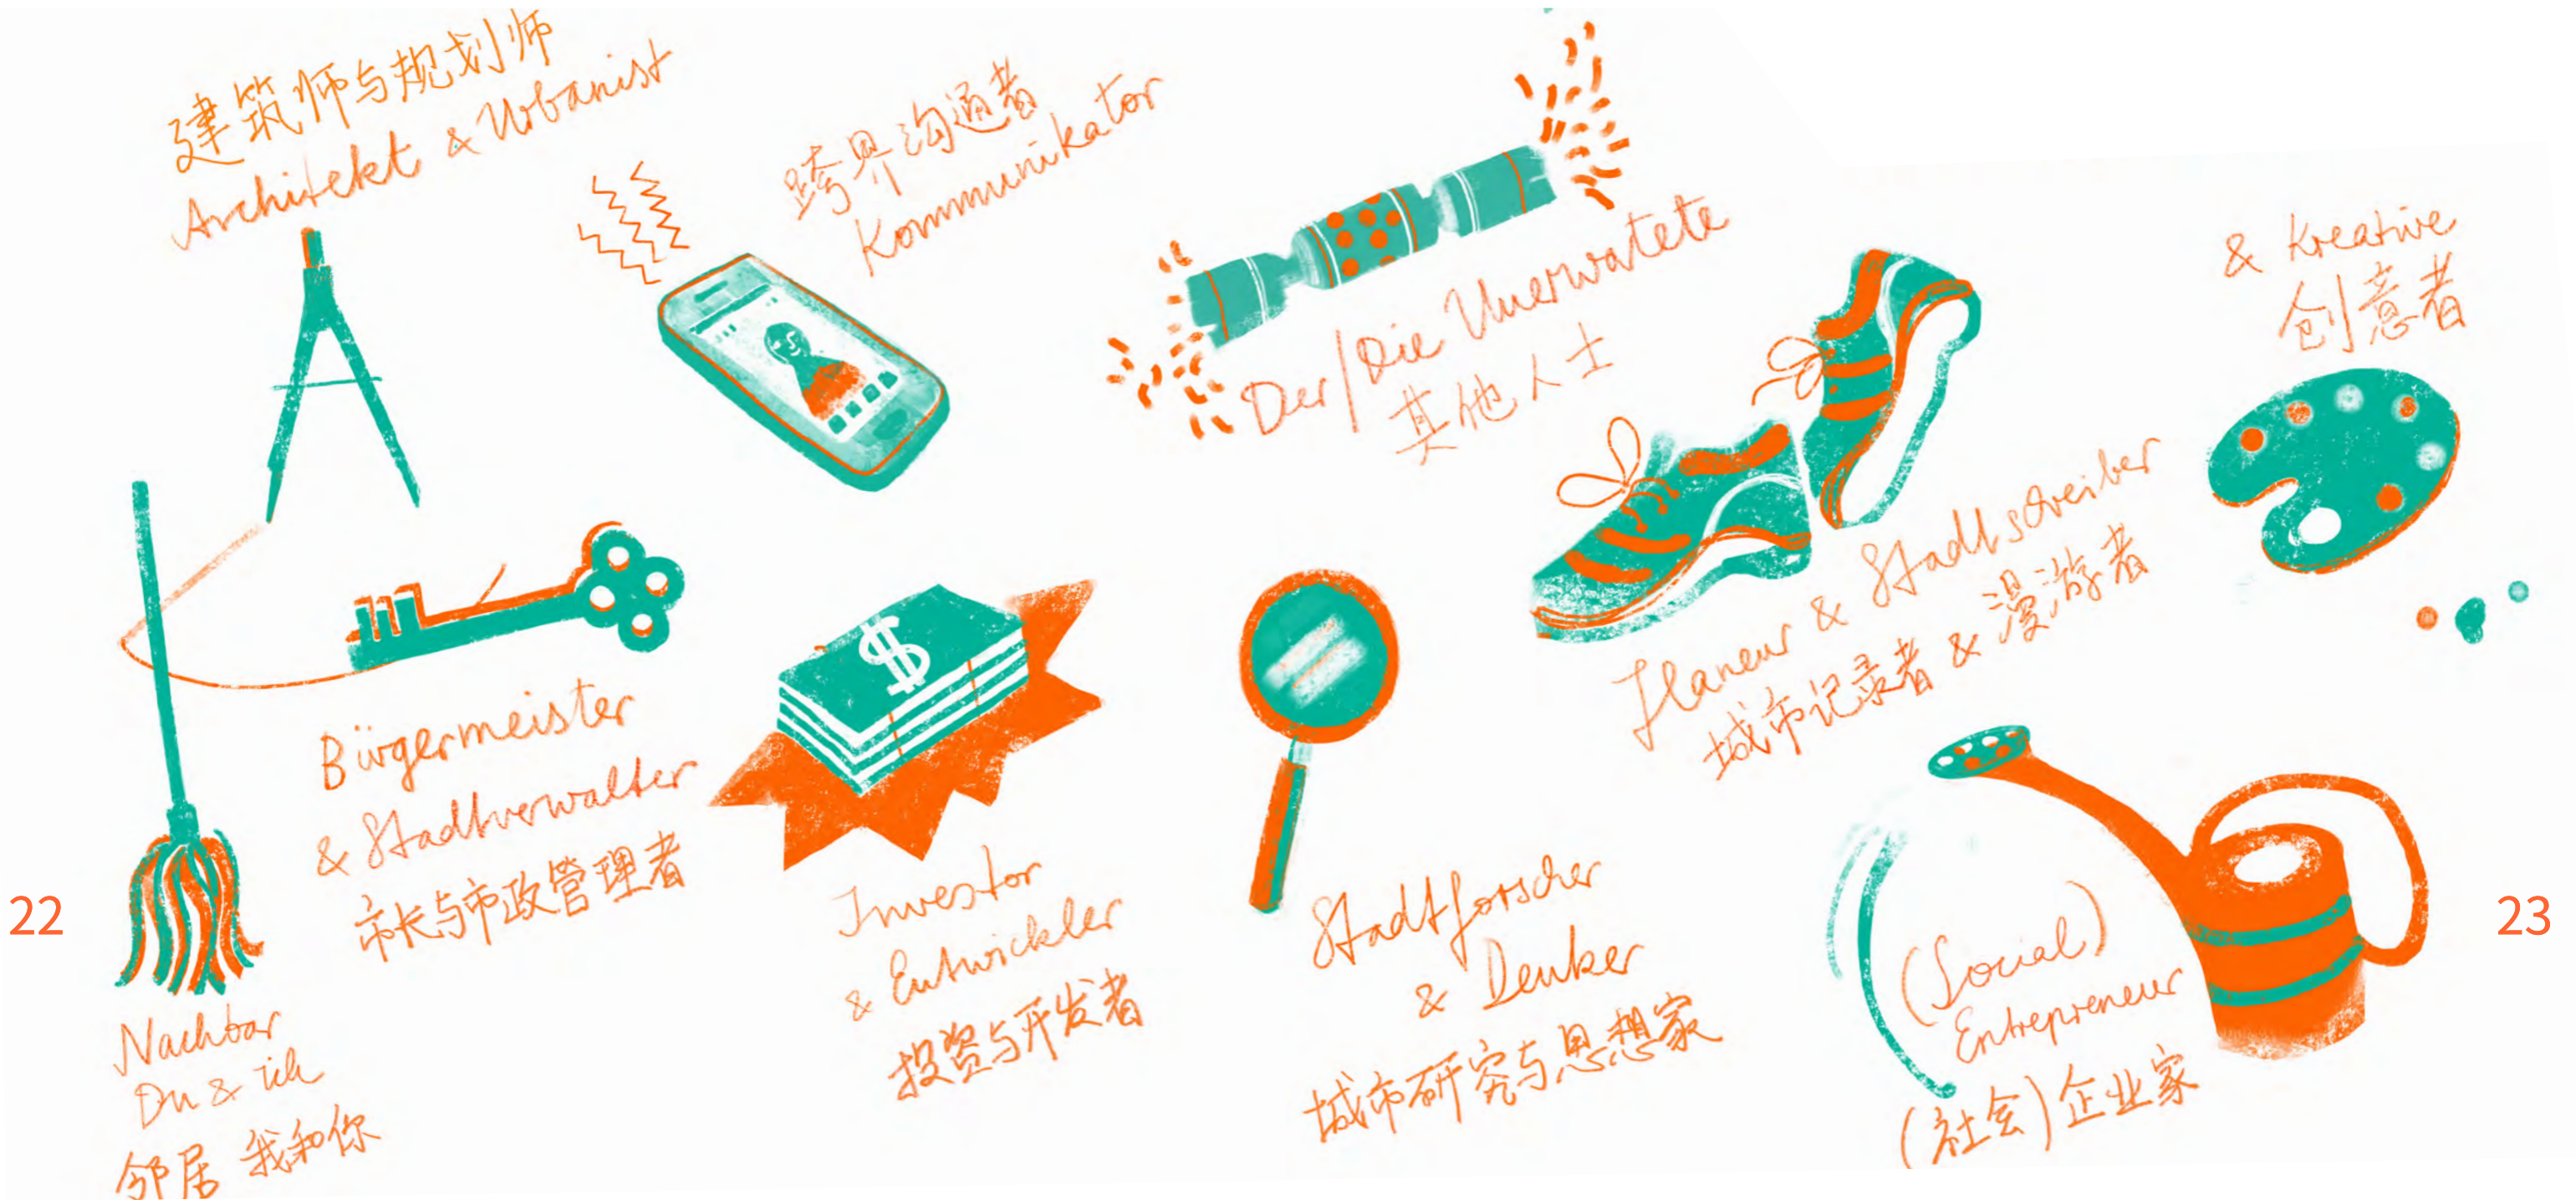 建筑师与规划师
Architekt & Urbanist
跨界沟通者
Kommunikator
Der/Die Unerwatete
其他人士
& Kreative
创意者
Flaneur & Stadtschreiber
城市记录者 & 漫游者
Bürgermeister
& Stadtverwalter
市长与市政管理者
$
Investor
& Entwickler
投资与开发者
Stadtforscher
& Denker
城市研究与思想家
(Social)
Entrepreneur
(社会)企业家
Nachbar
Du & ich
邻居 我和你
22
23